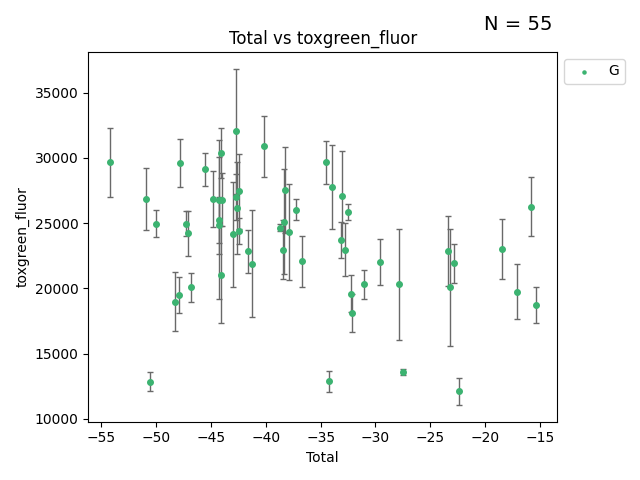 N = 55
Total vs toxgreen_fluor
G
toxgreen_fluor
35000
30000
25000
20000
15000
10000
−55 −50 −45 −40 −35 −30 −25 −20 −15
Total